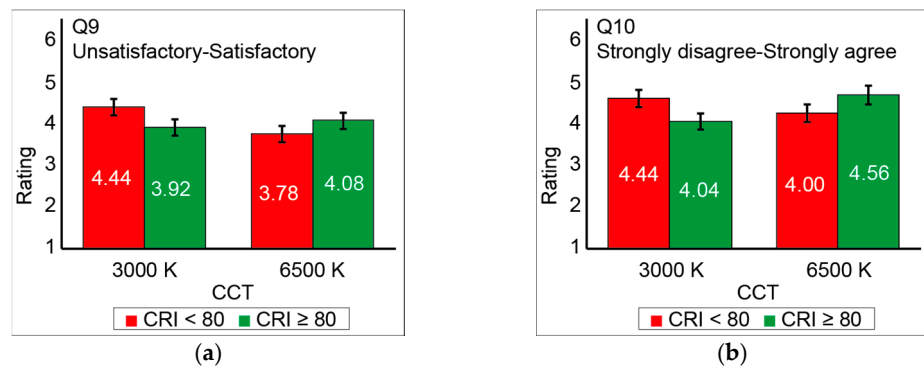 Q9
Unsatisfactory-Satisfactory
6
5
4
3
2
1
Rating
4.44
3.92
3.78
4.08
3000 K
6500 K
CCT
CRI < 80
CRI ≥ 80
(a)
Q10
Strongly disagree-Strongly agree
6
5
4
3
2
1
Rating
4.44
4.04
4.00
4.56
3000 K
6500 K
CCT
CRI < 80
CRI ≥ 80
(b)